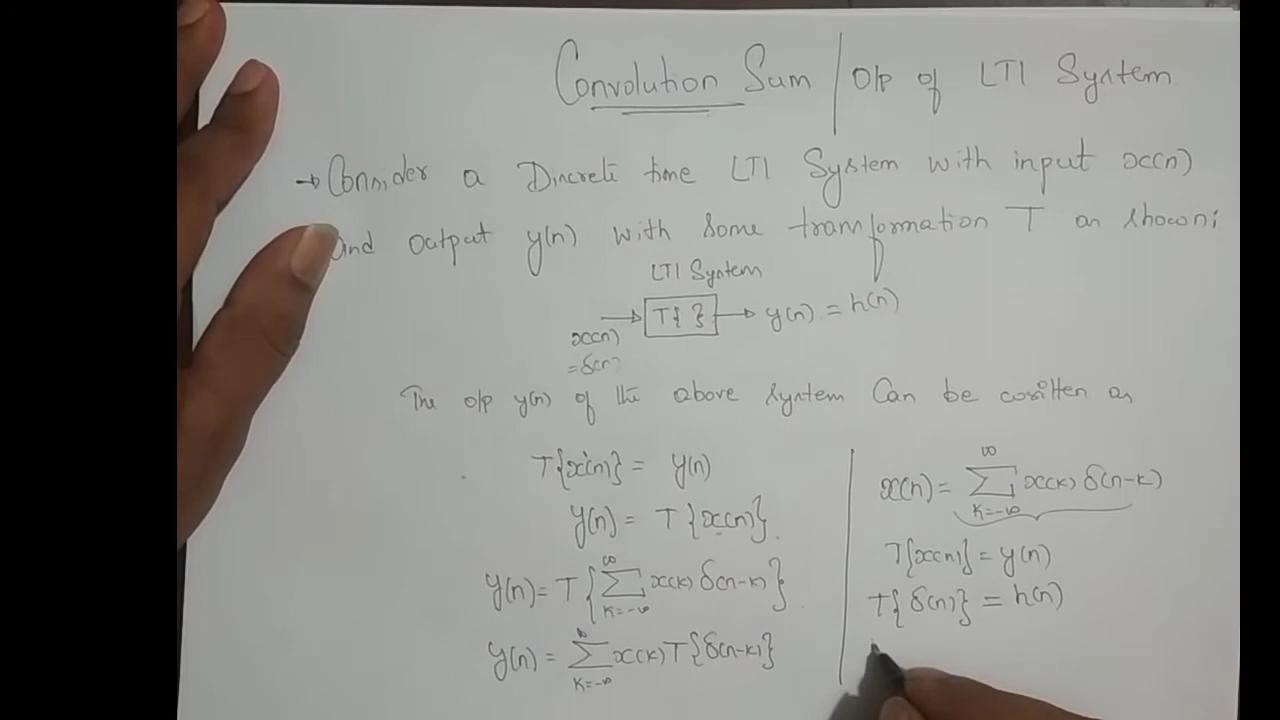 Convolution Sum | O/P of LTI System
→ Consider a Discrete time LTI System with input x(n)
and output y(n) with some transformation T as shown;
LTI System
T{ } y(n) = h(n)
x(n)
= δ(n)
The o/p y(n) of the above system can be written as
T{x(n)} = y(n)
y(n) = T{x(n)}.
y(n) = T{∑_{k=-∞}^{∞} x(k) δ(n-k)}
y(n) = ∑_{k=-∞}^{∞} x(k) T{δ(n-k)}
x(n) = ∑_{k=-∞}^{∞} x(k) δ(n-k)
T{x(n)} = y(n)
T{δ(n)} = h(n)